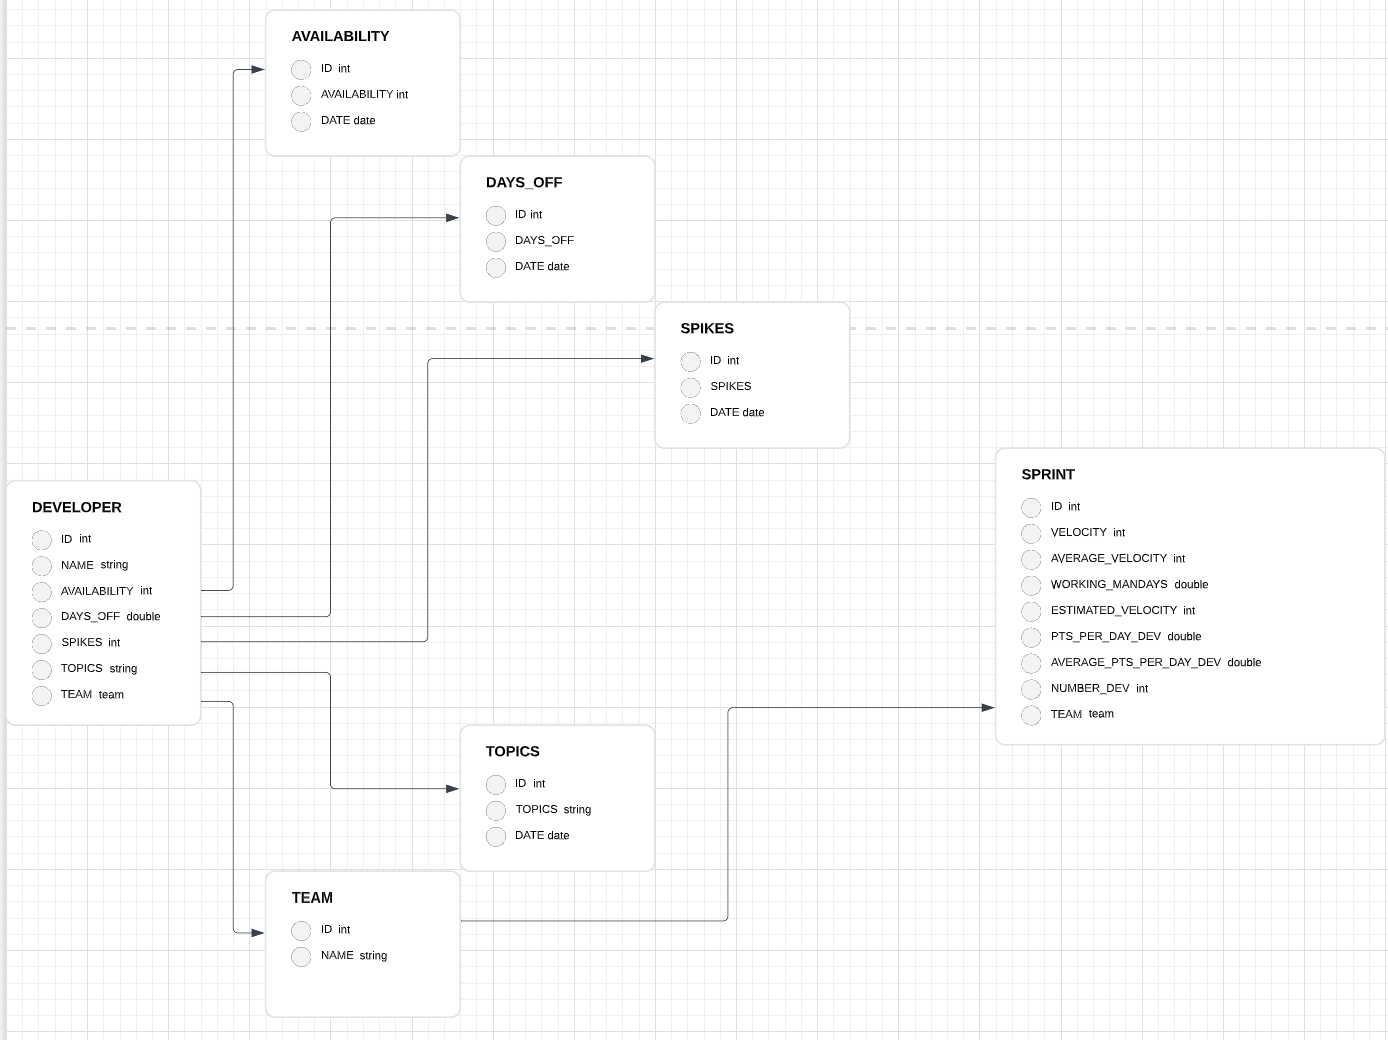 AVAILABILITY
ID int
AVAILABILITY int
DATE date
DAYS_OFF
ID int
DAYS_OFF
DATE date
SPIKES
ID int
SPIKES
DATE date
DEVELOPER
ID int
NAME string
AVAILABILITY int
DAYS_OFF double
SPIKES int
TOPICS string
TEAM team
SPRINT
ID int
VELOCITY int
AVERAGE_VELOCITY int
WORKING_MANDAYS double
ESTIMATED_VELOCITY int
PTS_PER_DAY_DEV double
AVERAGE_PTS_PER_DAY_DEV double
NUMBER_DEV int
TEAM team
TOPICS
ID int
TOPICS string
DATE date
TEAM
ID int
NAME string